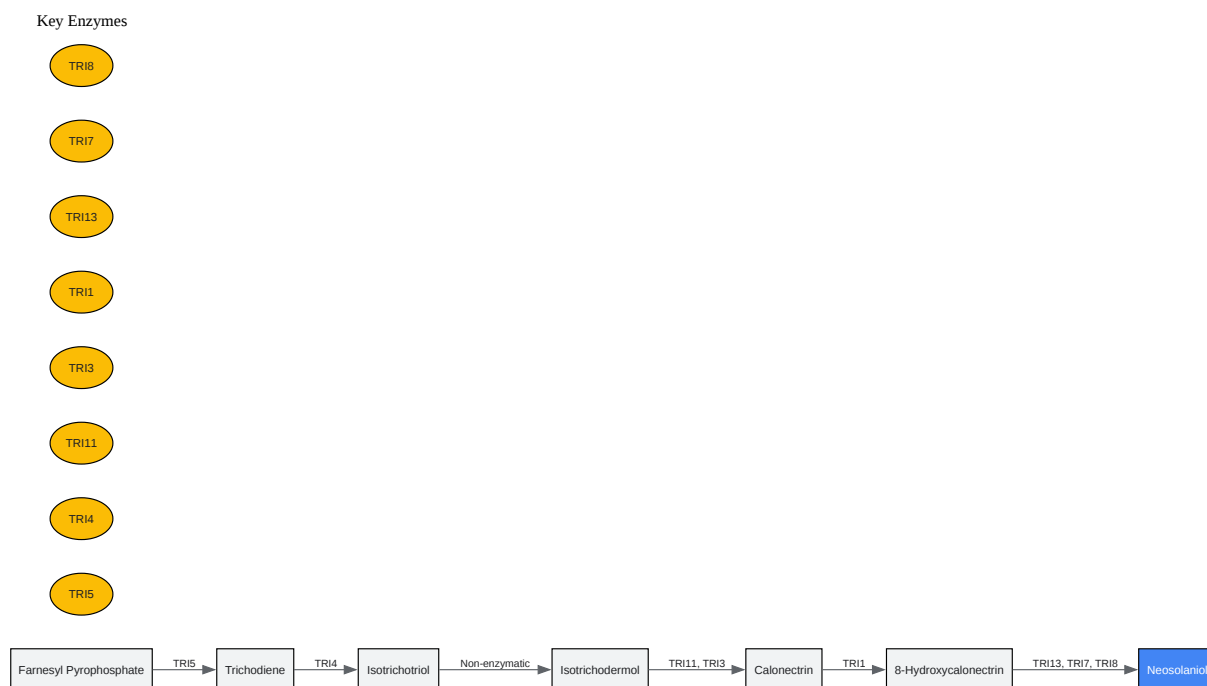 Key Enzymes
TRI8
TRI7
TRI13
TRI1
TRI3
TRI11
TRI4
TRI5
Farnesyl Pyrophosphate TRI5 Trichodiene TRI4 Isotrichotriol Non-enzymatic Isotrichodermol TRI11, TRI3 Calonectrin TRI1 8-Hydroxycalonectrin TRI13, TRI7, TRI8 Neosolaniol